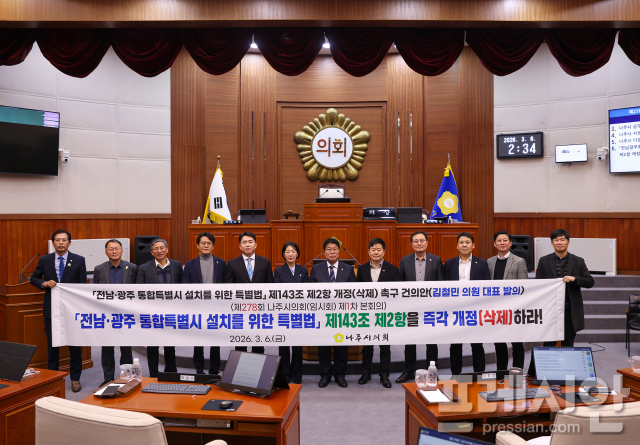 의회
2026. 3. 6.
2:34
「전남·광주 통합특별시 설치를 위한 특별법」 제143조 제2항 개정(삭제) 촉구 건의안(김철민 의원 대표 발의)
(제278회 나주시의회(임시회) 제1차 본회의)
「전남·광주 통합특별시 설치를 위한 특별법」 제143조 제2항을 즉각 개정(삭제)하라!
2026. 3. 6.(금)
나주시의회
프레시안
pressian.com